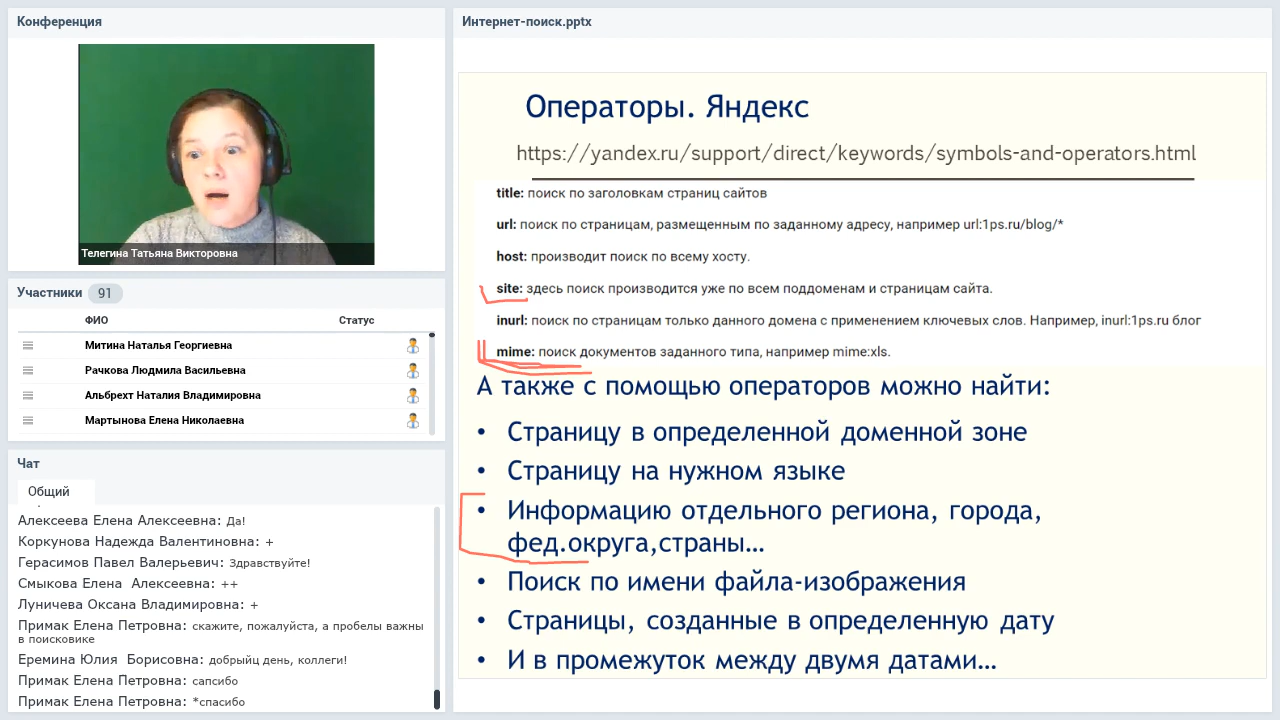 Конференция
Телегина Татьяна Викторовна
Участники 91
ФИО Статус
Митина Наталья Георгиевна
Рачкова Людмила Васильевна
Альбрехт Наталия Владимировна
Мартынова Елена Николаевна
Чат
Общий
Алексеева Елена Алексеевна: Да!
Коркунова Надежда Валентиновна: +
Герасимов Павел Валерьевич: Здравствуйте!
Смыкова Елена Алексеевна: ++
Луничева Оксана Владимировна: +
Примак Елена Петровна: скажите, пожалуйста, а пробелы важны
в поисковике
Еремина Юлия Борисовна: добрыйц день, коллеги!
Примак Елена Петровна: сапсибо
Примак Елена Петровна: *спасибо
Интернет-поиск.pptx
Операторы. Яндекс
https://yandex.ru/support/direct/keywords/symbols-and-operators.html
title: поиск по заголовкам страниц сайтов
url: поиск по страницам, размещенным по заданному адресу, например url:1ps.ru/blog/*
host: производит поиск по всему хосту.
site: здесь поиск производится уже по всем поддоменам и страницам сайта.
inurl: поиск по страницам только данного домена с применением ключевых слов. Например, inurl:1ps.ru блог
mime: поиск документов заданного типа, например mime:xls.
А также с помощью операторов можно найти:
• Страницу в определенной доменной зоне
• Страницу на нужном языке
• Информацию отдельного региона, города,
фед.округа,страны…
• Поиск по имени файла-изображения
• Страницы, созданные в определенную дату
• И в промежуток между двумя датами…